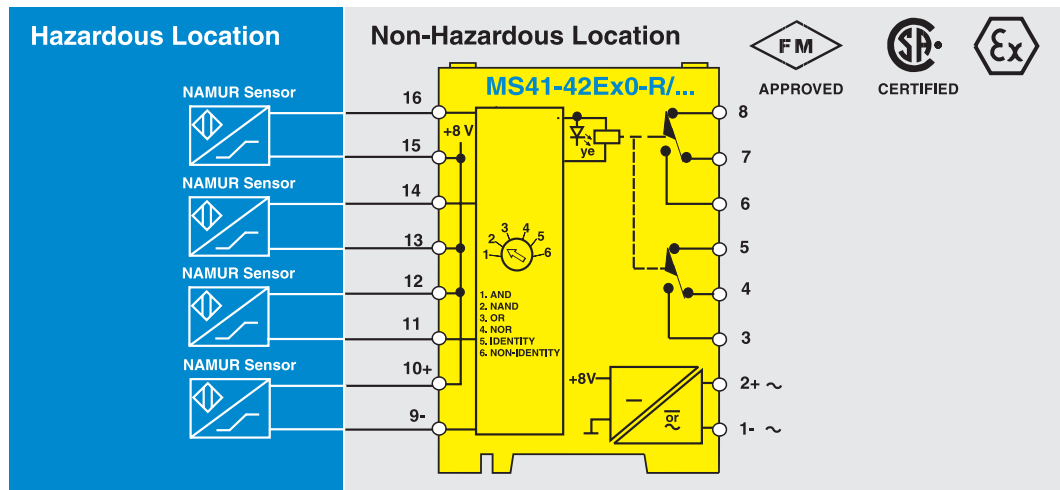 Hazardous Location
Non-Hazardous Location
FM
APPROVED
SA
CERTIFIED
Ex
MS41-42Ex0-R/...
NAMUR Sensor
16
+8 V
15
ye
8
7
6
NAMUR Sensor
14
13
1
2
3
4
5
6
5
4
3
NAMUR Sensor
12
11
1. AND
2. NAND
3. OR
4. NOR
5. IDENTITY
6. NON-IDENTITY
NAMUR Sensor
10+
9-
+8V
or
2+ ~
1- ~